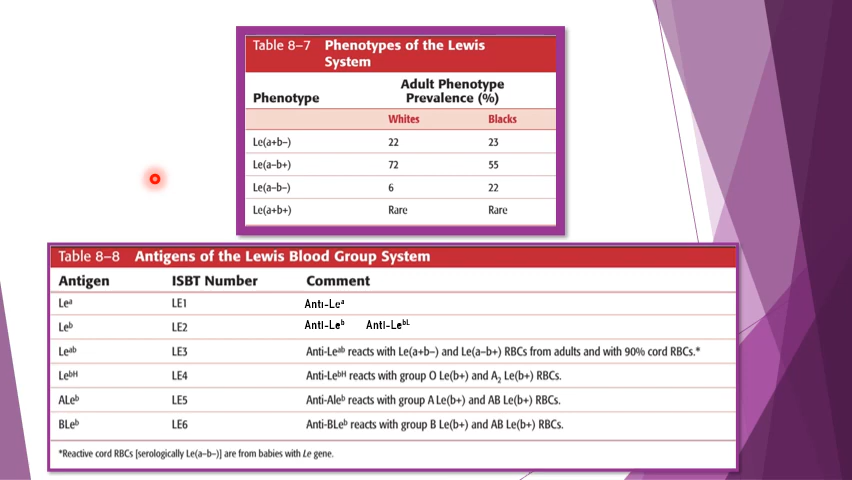 Table 8–7 Phenotypes of the Lewis
System
Adult Phenotype
Phenotype Prevalence (%)
Whites Blacks
Le(a+b–) 22 23
Le(a–b+) 72 55
Le(a–b–) 6 22
Le(a+b+) Rare Rare
Table 8–8 Antigens of the Lewis Blood Group System
Antigen ISBT Number Comment
Leᵃ LE1 Anti-Leᵃ
Leᵇ LE2 Anti-Leᵇ Anti-Leᵇᴸ
Leᵃᵇ LE3 Anti-Leᵃᵇ reacts with Le(a+b–) and Le(a–b+) RBCs from adults and with 90% cord RBCs.*
Leᵇᴴ LE4 Anti-Leᵇᴴ reacts with group O Le(b+) and A₂ Le(b+) RBCs.
ALeᵇ LE5 Anti-Aleᵇ reacts with group A Le(b+) and AB Le(b+) RBCs.
BLeᵇ LE6 Anti-BLeᵇ reacts with group B Le(b+) and AB Le(b+) RBCs.
*Reactive cord RBCs [serologically Le(a–b–)] are from babies with Le gene.